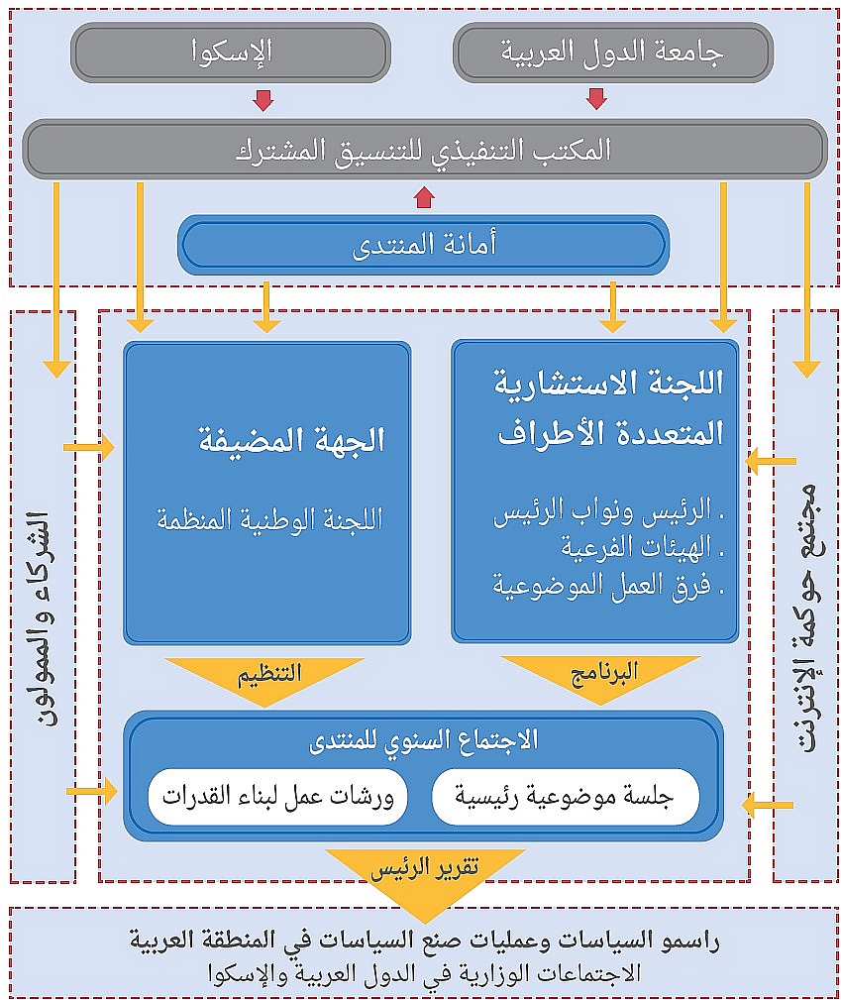 جامعة الدول العربية
الإسكوا
المكتب التنفيذي للتنسيق المشترك
أمانة المنتدى
اللجنة الاستشارية
المتعددة الأطراف
. الرئيس ونواب الرئيس
. الهيئات الفرعية
. فرق العمل الموضوعية
الجهة المضيفة
اللجنة الوطنية المنظمة
مجتمع حوكمة الإنترنت
الشركاء والممولون
البرنامج
التنظيم
الاجتماع السنوي للمنتدى
جلسة موضوعية رئيسية
ورشات عمل لبناء القدرات
تقرير الرئيس
راسمو السياسات وعمليات صنع السياسات في المنطقة العربية
الاجتماعات الوزارية في الدول العربية والإسكوا